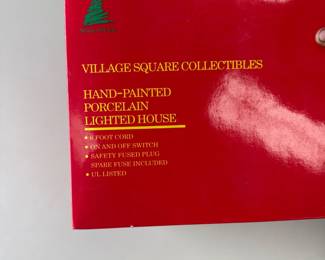 VILLAGE SQUARE COLLECTIBLES
HAND-PAINTED
PORCELAIN
LIGHTED HOUSE
• 6 FOOT CORD
• ON AND OFF SWITCH
• SAFETY FUSED PLUG
SPARE FUSE INCLUDED
• UL LISTED